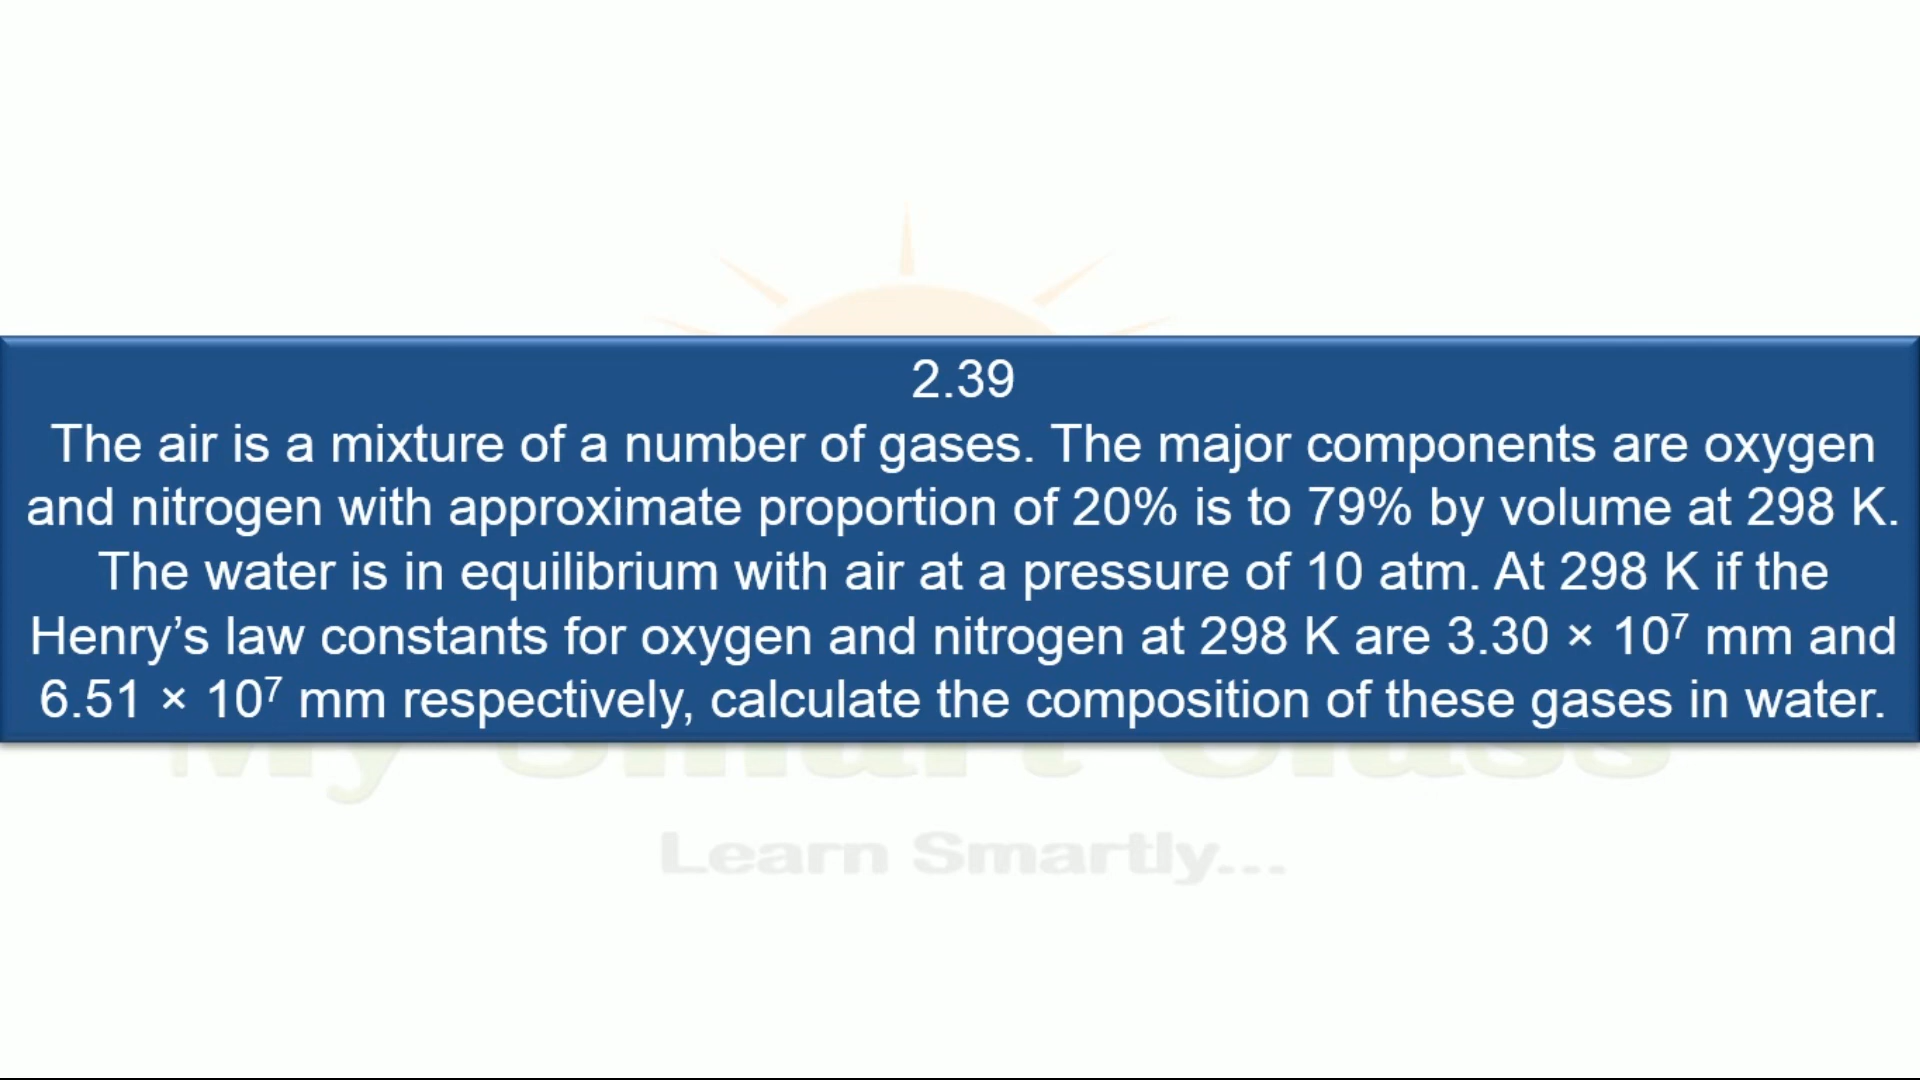 2.39
The air is a mixture of a number of gases. The major components are oxygen
and nitrogen with approximate proportion of 20% is to 79% by volume at 298 K.
The water is in equilibrium with air at a pressure of 10 atm. At 298 K if the
Henry’s law constants for oxygen and nitrogen at 298 K are 3.30 × 10⁷ mm and
6.51 × 10⁷ mm respectively, calculate the composition of these gases in water.
My Smart Class
Learn Smartly...